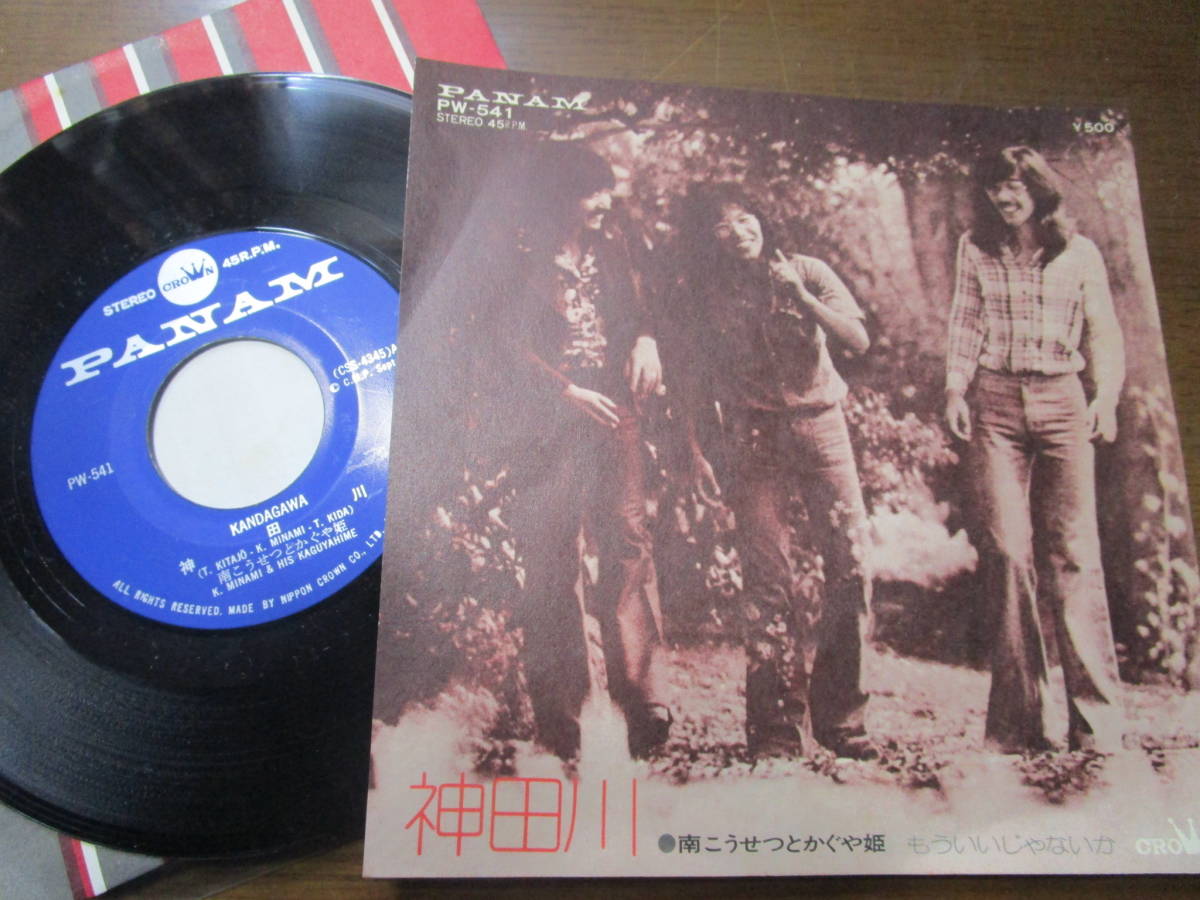 STEREO CROWN 45R.P.M.
PANAM
(CSS-4345)A
© C.R.P. Sept
PW-541
KANDAGAWA
神田川
(T. KITAJŌ - K. MINAMI - T. KIDA)
南こうせつとかぐや姫
K. MINAMI & HIS KAGUYAHIME
ALL RIGHTS RESERVED. MADE BY NIPPON CROWN CO., LTD.
PANAM
PW-541
STEREO 45R.P.M.
¥500
神田川
●南こうせつとかぐや姫 もういいじゃないか